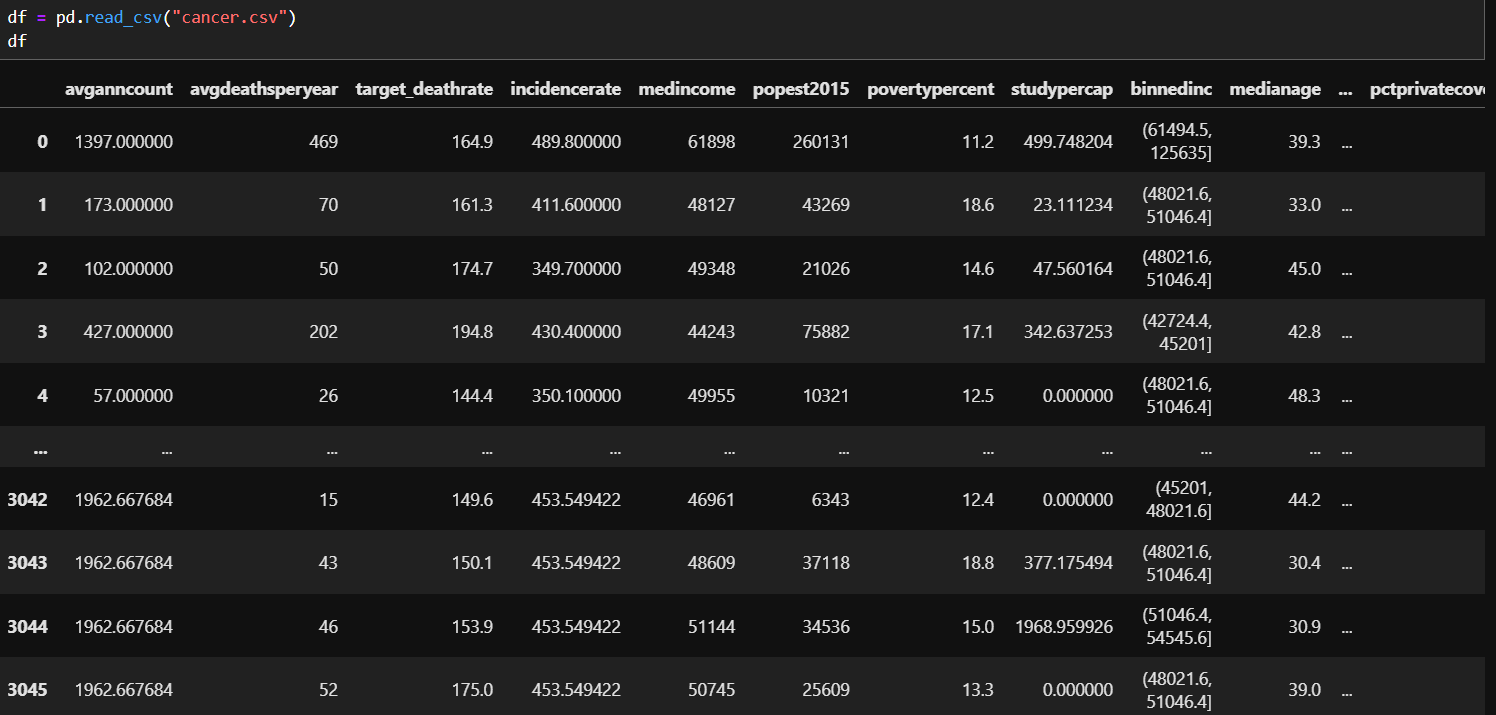 df = pd.read_csv("cancer.csv")
df
avganncount avgdeathsperyear target_deathrate incidencerate medincome popest2015 povertypercent studypercap binnedinc medianage ... pctprivatecove
0 1397.000000 469 164.9 489.800000 61898 260131 11.2 499.748204 (61494.5, 125635] 39.3 ...
1 173.000000 70 161.3 411.600000 48127 43269 18.6 23.111234 (48021.6, 51046.4] 33.0 ...
2 102.000000 50 174.7 349.700000 49348 21026 14.6 47.560164 (48021.6, 51046.4] 45.0 ...
3 427.000000 202 194.8 430.400000 44243 75882 17.1 342.637253 (42724.4, 45201] 42.8 ...
4 57.000000 26 144.4 350.100000 49955 10321 12.5 0.000000 (48021.6, 51046.4] 48.3 ...
... ... ... ... ... ... ... ... ... ... ... ...
3042 1962.667684 15 149.6 453.549422 46961 6343 12.4 0.000000 (45201, 48021.6] 44.2 ...
3043 1962.667684 43 150.1 453.549422 48609 37118 18.8 377.175494 (48021.6, 51046.4] 30.4 ...
3044 1962.667684 46 153.9 453.549422 51144 34536 15.0 1968.959926 (51046.4, 54545.6] 30.9 ...
3045 1962.667684 52 175.0 453.549422 50745 25609 13.3 0.000000 (48021.6, 51046.4] 39.0 ...